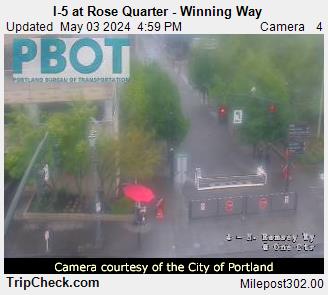 I-5 at Rose Quarter - Winning Way
Updated May 03 2024 4:59 PM Camera 4
PBOT
PORTLAND BUREAU OF TRANSPORTATION
Camera courtesy of the City of Portland
TripCheck.com Milepost302.00